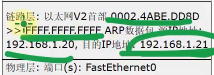 链路层: 以太网V2首部 0002.4ABE.DD8D
>>FFFF.FFFF.FFFF ARP数据包 源IP地址:
192.168.1.20, 目的IP地址: 192.168.1.21
物理层: 端口(s): FastEthernet0